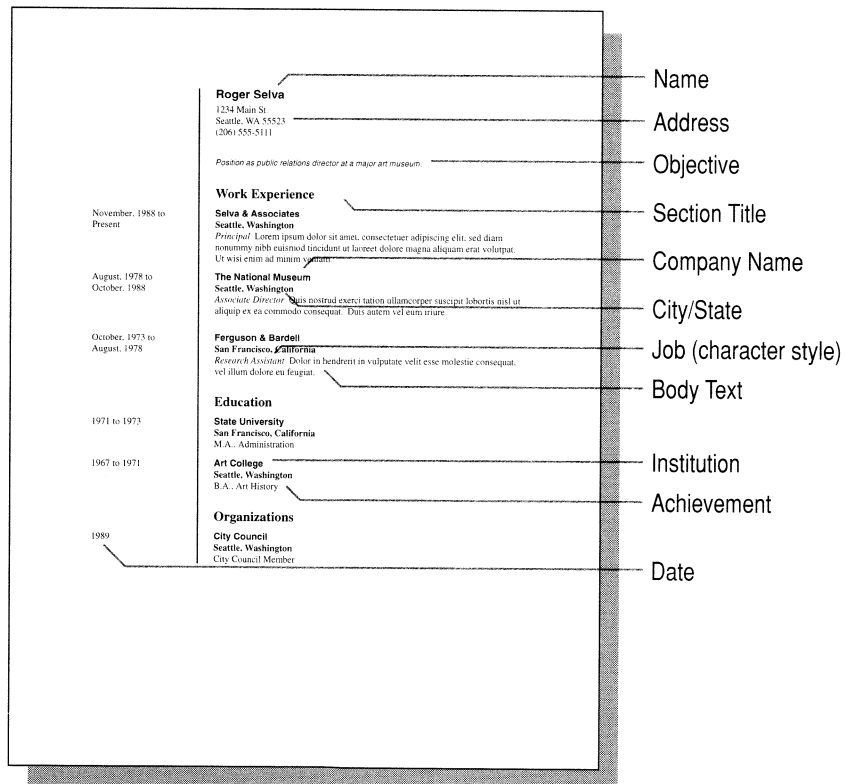 Roger Selva
1234 Main St
Seattle, WA 55523
(206) 555-5111
Position as public relations director at a major art museum.
Work Experience
November, 1988 to
Present
Selva & Associates
Seattle, Washington
Principal Lorem ipsum dolor sit amet, consectetuer adipiscing elit, sed diam
nonummy nibh euismod tincidunt ut laoreet dolore magna aliquam erat volutpat.
Ut wisi enim ad minim veniam
August, 1978 to
October, 1988
The National Museum
Seattle, Washington
Associate Director Quis nostrud exerci tation ullamcorper suscipit lobortis nisl ut
aliquip ex ea commodo consequat. Duis autem vel eum iriure.
October, 1973 to
August, 1978
Ferguson & Bardell
San Francisco, California
Research Assistant Dolor in hendrerit in vulputate velit esse molestie consequat,
vel illum dolore eu feugiat.
Education
1971 to 1973
State University
San Francisco, California
M.A., Administration
1967 to 1971
Art College
Seattle, Washington
B.A., Art History
Organizations
1989
City Council
Seattle, Washington
City Council Member
Name
Address
Objective
Section Title
Company Name
City/State
Job (character style)
Body Text
Institution
Achievement
Date